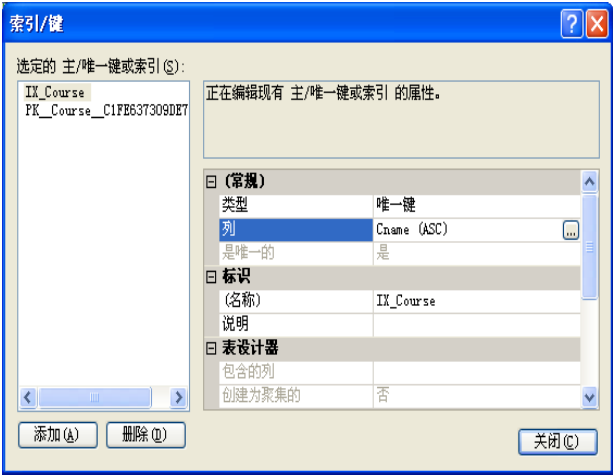 索引/键
选定的 主/唯一键或索引(S):
IX_Course
PK__Course__C1FE637309DE7
正在编辑现有 主/唯一键或索引 的属性。
(常规)
类型 唯一键
列 Cname (ASC) ...
是唯一的 是
标识
(名称) IX_Course
说明
表设计器
包含的列
创建为聚集的 否
添加(A) 删除(D) 关闭(C)